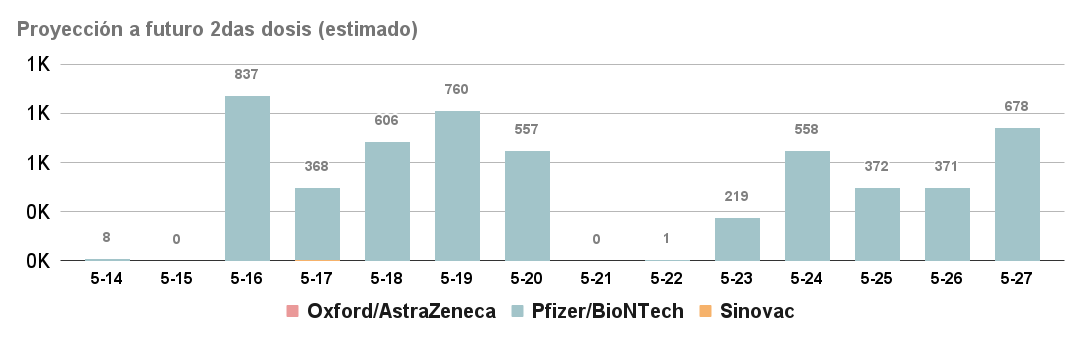 Proyección a futuro 2das dosis (estimado)
1K
1K
1K
0K
0K
8
0
837
368
606
760
557
0
1
219
558
372
371
678
5-14 5-15 5-16 5-17 5-18 5-19 5-20 5-21 5-22 5-23 5-24 5-25 5-26 5-27
Oxford/AstraZeneca Pfizer/BioNTech Sinovac